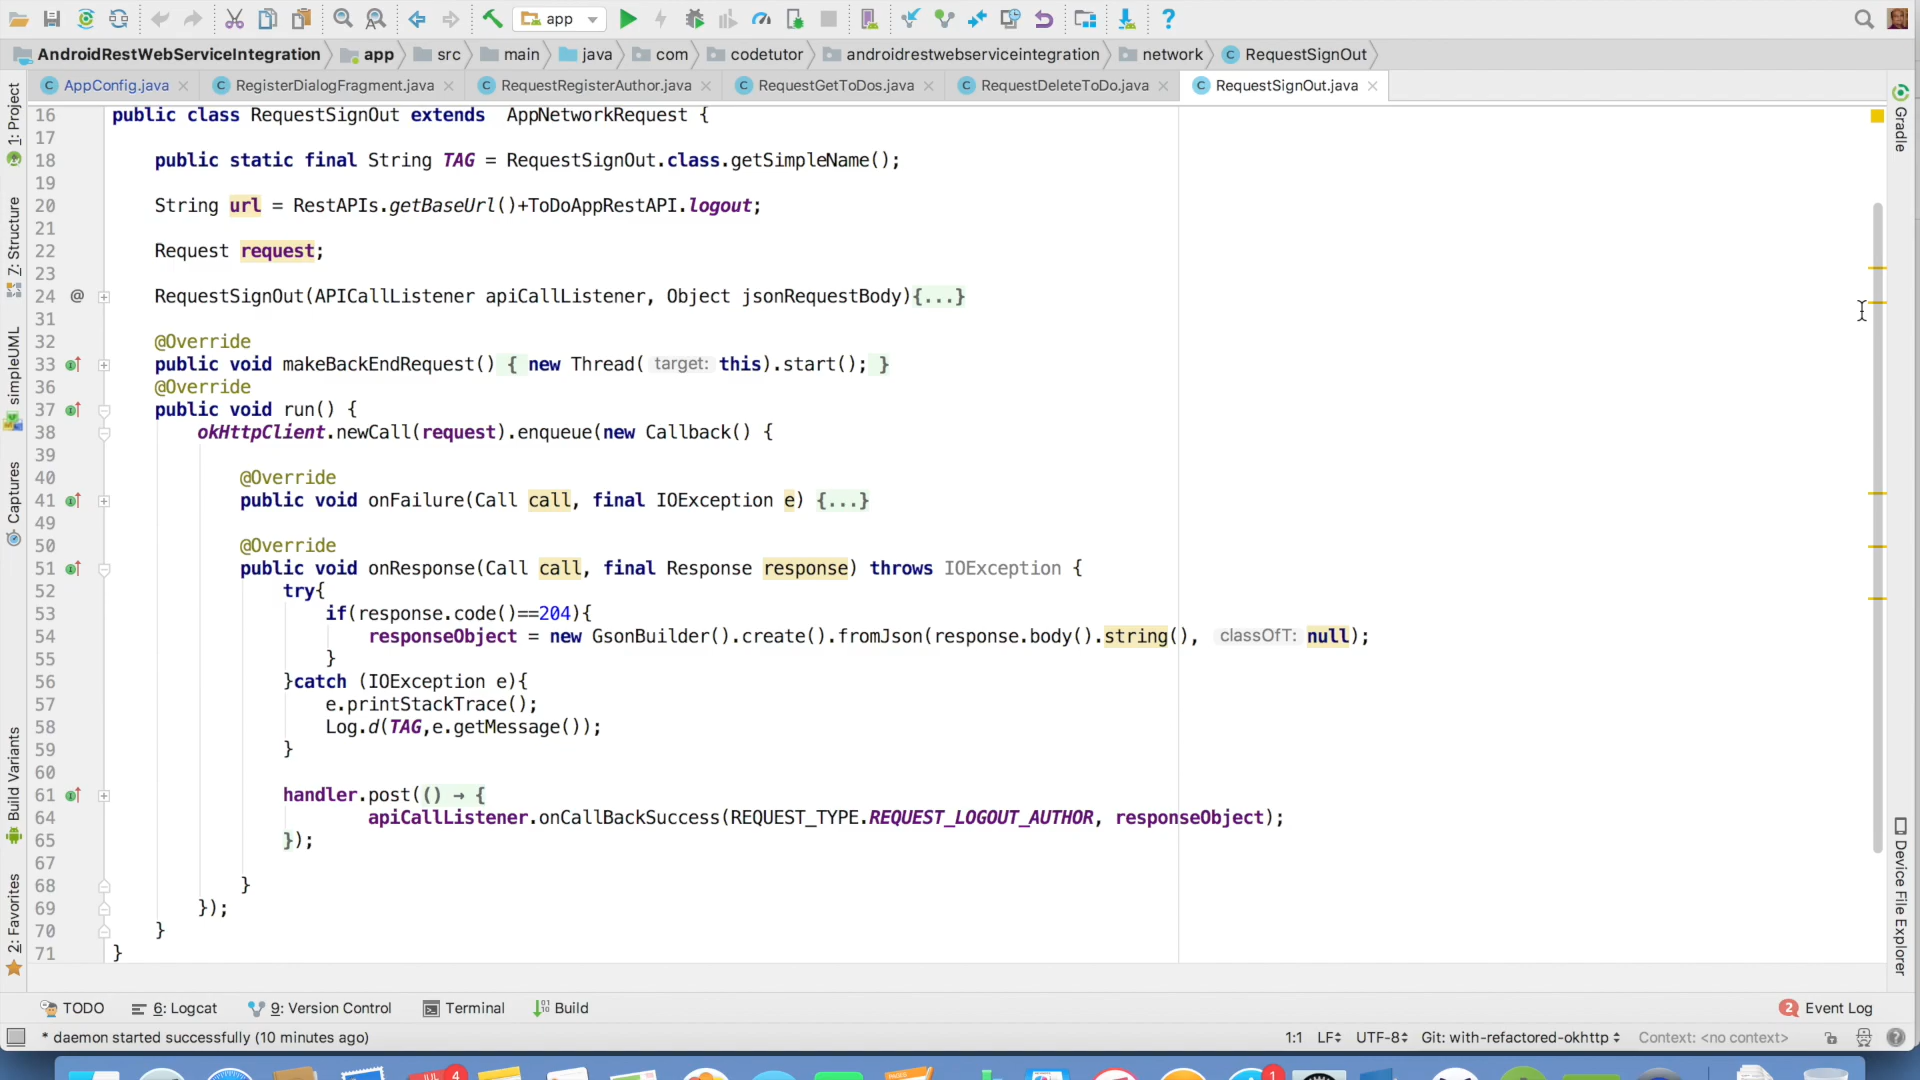 app
AndroidRestWebServiceIntegration app src main java com codetutor androidrestwebserviceintegration network RequestSignOut
AppConfig.java RegisterDialogFragment.java RequestRegisterAuthor.java RequestGetToDos.java RequestDeleteToDo.java RequestSignOut.java
1: Project
7: Structure
simpleUML
Captures
Build Variants
2: Favorites
16 public class RequestSignOut extends AppNetworkRequest {
17
18 public static final String TAG = RequestSignOut.class.getSimpleName();
19
20 String url = RestAPIs.getBaseUrl()+ToDoAppRestAPI.logout;
21
22 Request request;
23
24 @ RequestSignOut(APICallListener apiCallListener, Object jsonRequestBody){...}
31
32 @Override
33 public void makeBackEndRequest() { new Thread( target: this).start(); }
36 @Override
37 public void run() {
38 okHttpClient.newCall(request).enqueue(new Callback() {
39
40 @Override
41 public void onFailure(Call call, final IOException e) {...}
49
50 @Override
51 public void onResponse(Call call, final Response response) throws IOException {
52 try{
53 if(response.code()==204){
54 responseObject = new GsonBuilder().create().fromJson(response.body().string(), classOfT: null);
55 }
56 }catch (IOException e){
57 e.printStackTrace();
58 Log.d(TAG,e.getMessage());
59 }
60
61 handler.post(() → {
64 apiCallListener.onCallBackSuccess(REQUEST_TYPE.REQUEST_LOGOUT_AUTHOR, responseObject);
65 });
67
68 }
69 });
70 }
71 }
Gradle
Device File Explorer
TODO 6: Logcat 9: Version Control Terminal Build 2 Event Log
* daemon started successfully (10 minutes ago) 1:1 LF UTF-8 Git: with-refactored-okhttp Context: <no context>
4 1